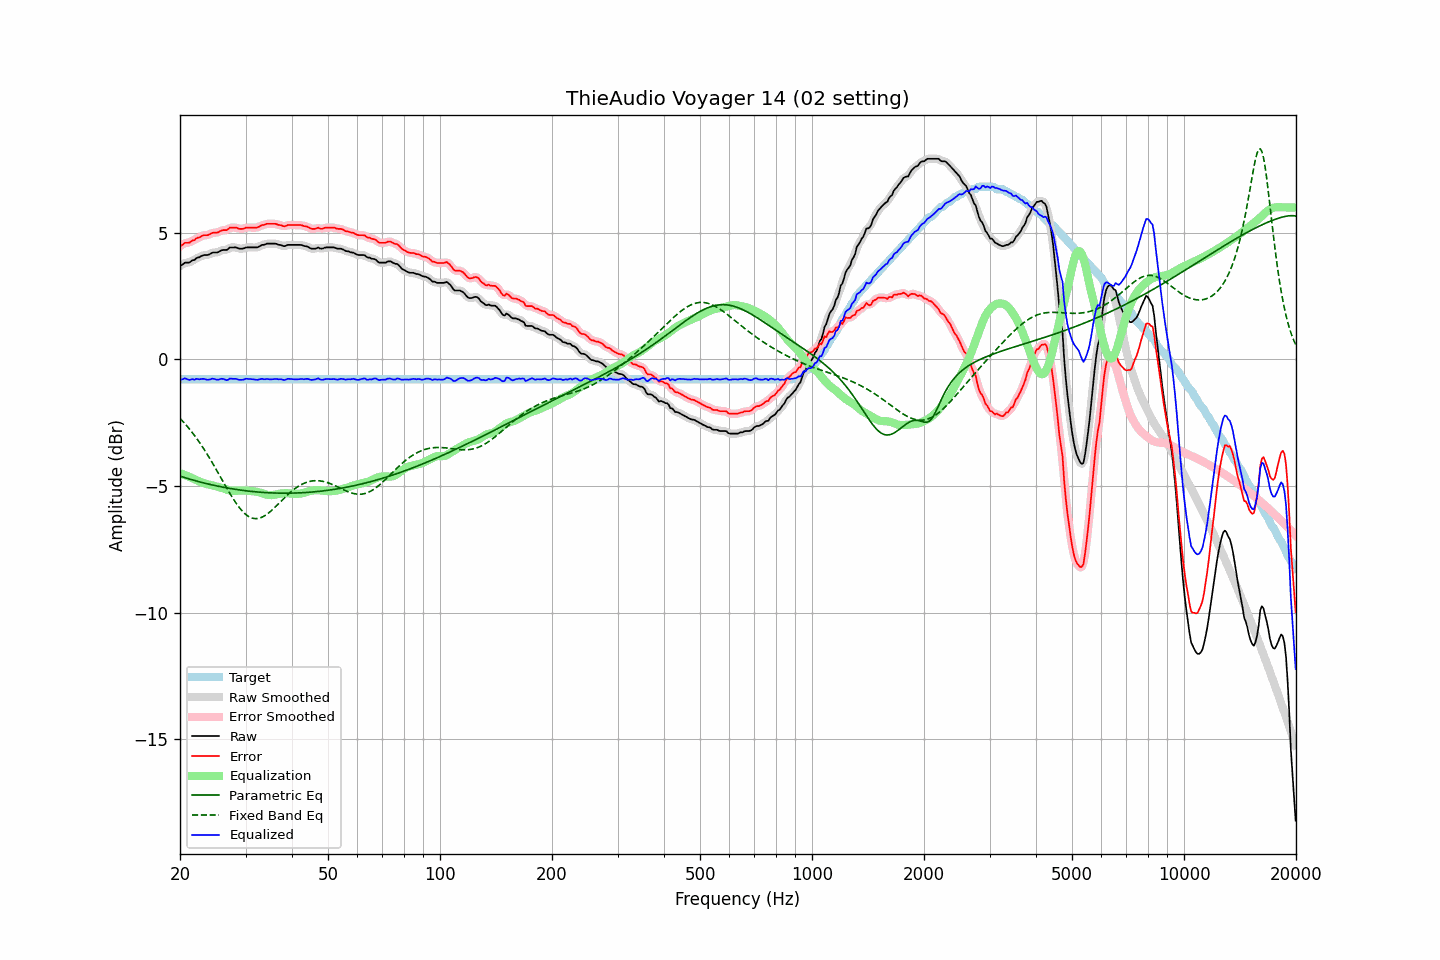 ThieAudio Voyager 14 (02 setting)
Amplitude (dBr)
5
0
−5
−10
−15
Target
Raw Smoothed
Error Smoothed
Raw
Error
Equalization
Parametric Eq
Fixed Band Eq
Equalized
20 50 100 200 500 1000 2000 5000 10000 20000
Frequency (Hz)